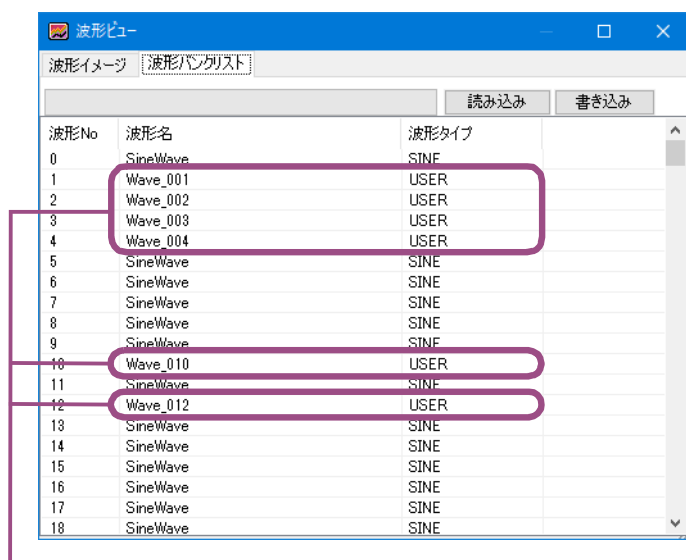 波形ビュー
波形イメージ 波形バンクリスト
読み込み 書き込み
波形No 波形名 波形タイプ
0 SineWave SINE
1 Wave_001 USER
2 Wave_002 USER
3 Wave_003 USER
4 Wave_004 USER
5 SineWave SINE
6 SineWave SINE
7 SineWave SINE
8 SineWave SINE
9 SineWave SINE
10 Wave_010 USER
11 SineWave SINE
12 Wave_012 USER
13 SineWave SINE
14 SineWave SINE
15 SineWave SINE
16 SineWave SINE
17 SineWave SINE
18 SineWave SINE